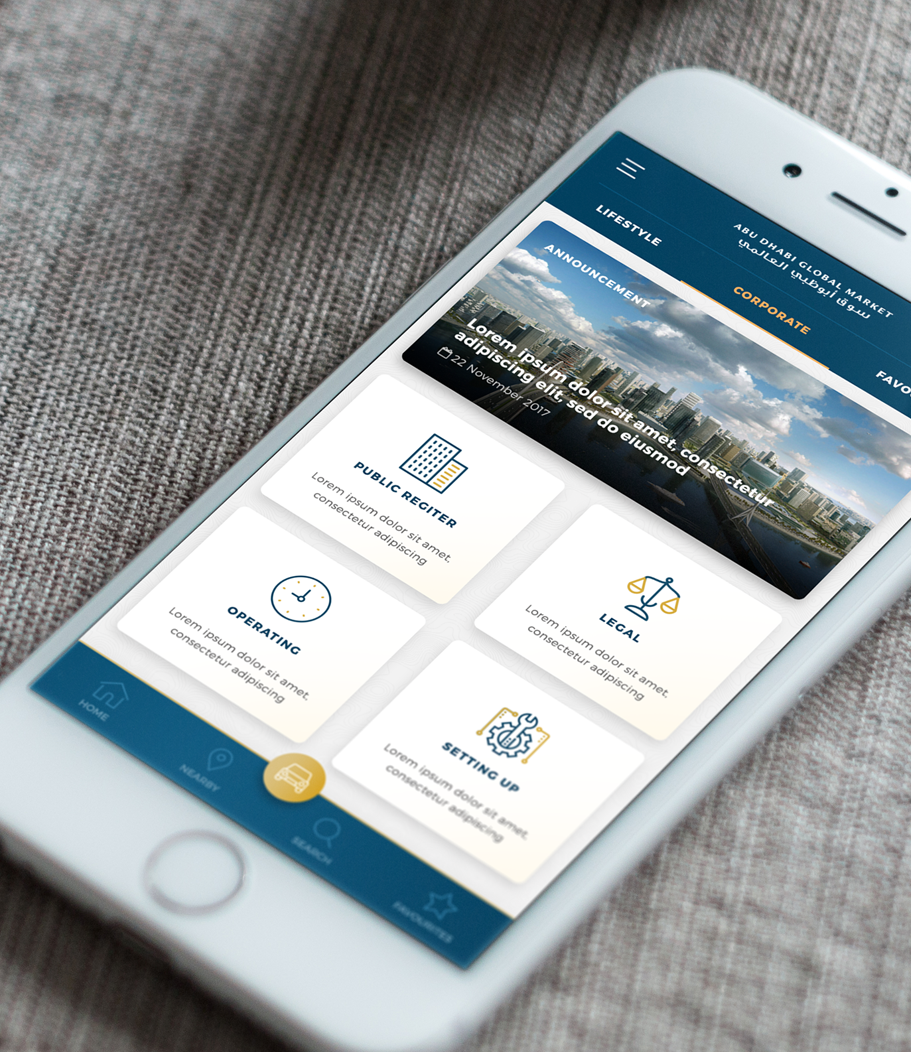 ABU DHABI GLOBAL MARKET
سوق أبوظبي العالمي
LIFESTYLE
CORPORATE
FAVO
ANNOUNCEMENT
Lorem ipsum dolor sit amet, consectetur
adipiscing elit, sed do eiusmod
22 November 2017
PUBLIC REGITER
Lorem ipsum dolor sit amet,
consectetur adipiscing
LEGAL
Lorem ipsum dolor sit amet,
consectetur adipiscing
OPERATING
Lorem ipsum dolor sit amet,
consectetur adipiscing
SETTING UP
Lorem ipsum dolor sit amet,
consectetur adipiscing
HOME
NEARBY
SEARCH
FAVOURITES